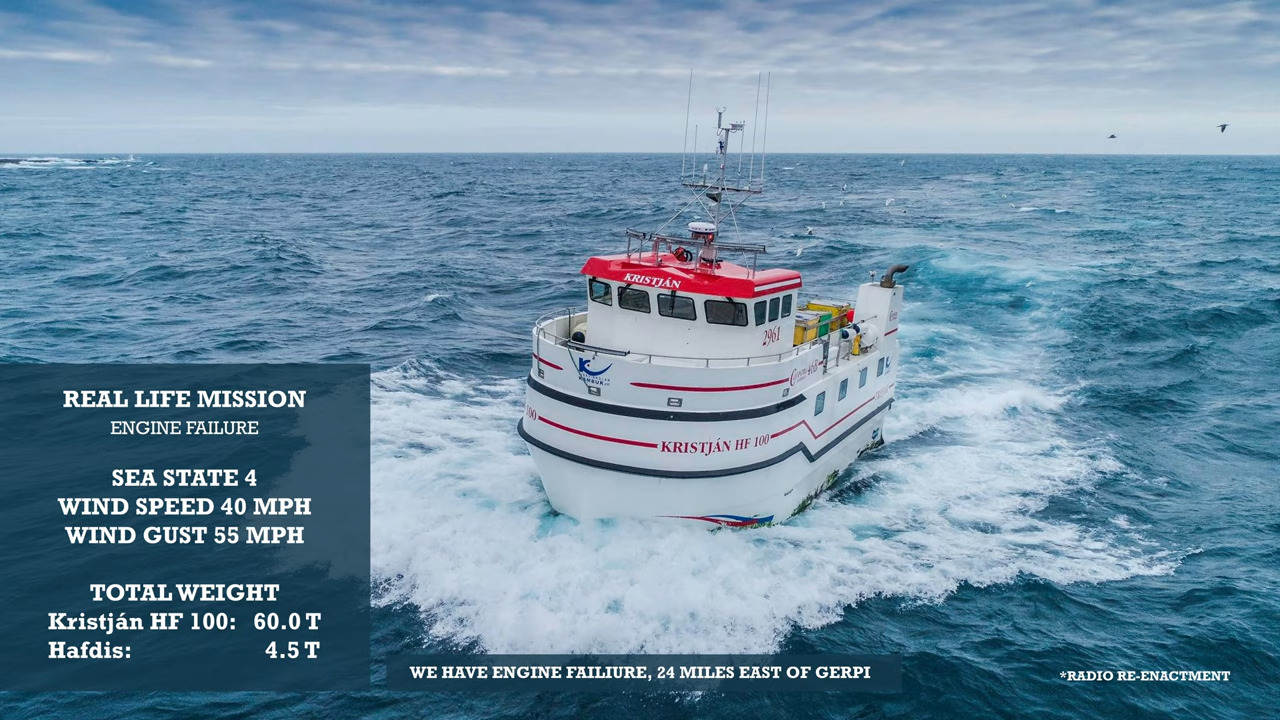 KRISTJÁN
2961
KRISTJÁN HF 100
100
REAL LIFE MISSION
ENGINE FAILURE
SEA STATE 4
WIND SPEED 40 MPH
WIND GUST 55 MPH
TOTAL WEIGHT
Kristján HF 100: 60.0 T
Hafdis: 4.5 T
WE HAVE ENGINE FAILIURE, 24 MILES EAST OF GERPI
*RADIO RE-ENACTMENT